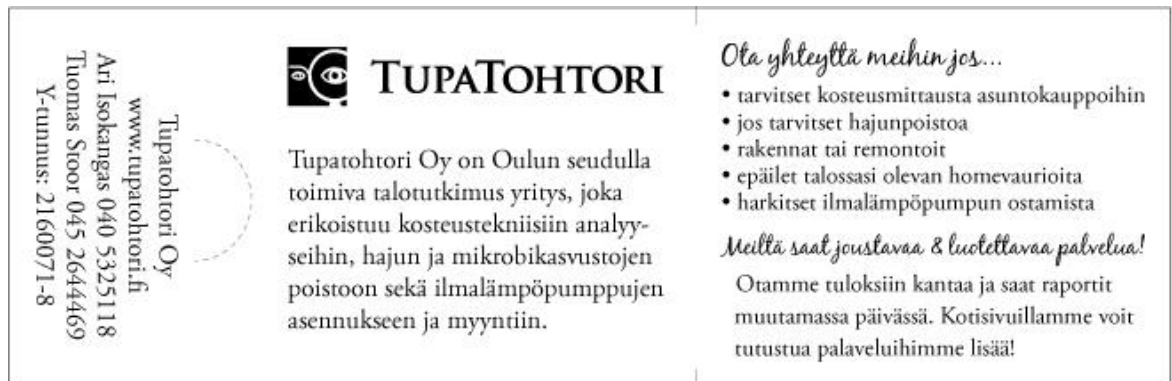 Tupatohtori Oy
www.tupatohtori.fi
Ari Isokangas 040 5325118
Tuomas Stoor 045 2644469
Y-tunnus: 2160071-8
TUPATOHTORI
Tupatohtori Oy on Oulun seudulla
toimiva talotutkimus yritys, joka
erikoistuu kosteusteknisiin analyy-
seihin, hajun ja mikrobikasvustojen
poistoon sekä ilmalämpöpumppujen
asennukseen ja myyntiin.
Ota yhteyttä meihin jos...
• tarvitset kosteusmittausta asuntokauppoihin
• jos tarvitset hajunpoistoa
• rakennat tai remontoit
• epäilet talossasi olevan homevaurioita
• harkitset ilmalämpöpumpun ostamista
Meiltä saat joustavaa & luotettavaa palvelua!
Otamme tuloksiin kantaa ja saat raportit
muutamassa päivässä. Kotisivuillamme voit
tutustua palaveluihimme lisää!